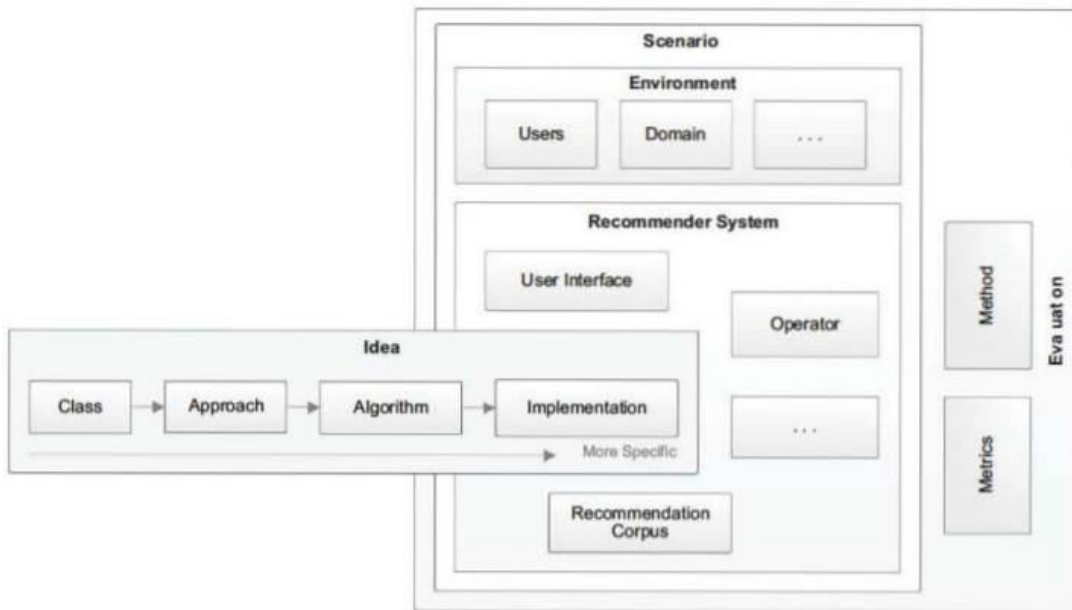 Scenario
Environment
Users
Domain
...
Recommender System
User Interface
Operator
...
Idea
Class
Approach
Algorithm
Implementation
More Specific
Recommendation
Corpus
Method
Metrics
Eva uat on